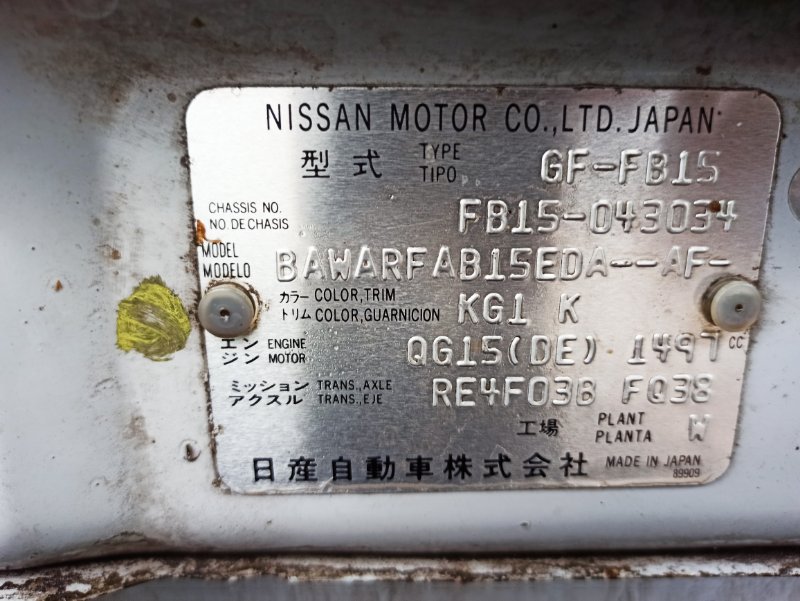 NISSAN MOTOR CO.,LTD. JAPAN
型式 TYPE TIPO GF-FB15
CHASSIS NO. NO. DE CHASIS FB15-043034
MODEL MODELO BAWARFAB15EDA--AF-
カラー COLOR,TRIM
トリム COLOR,GUARNICION KG1 K
エン ENGINE
ジン MOTOR QG15(DE) 1497 CC
ミッション TRANS.,AXLE
アクスル TRANS.,EJE RE4F03B FQ38
工場 PLANT PLANTA W
日産自動車株式会社 MADE IN JAPAN
89909